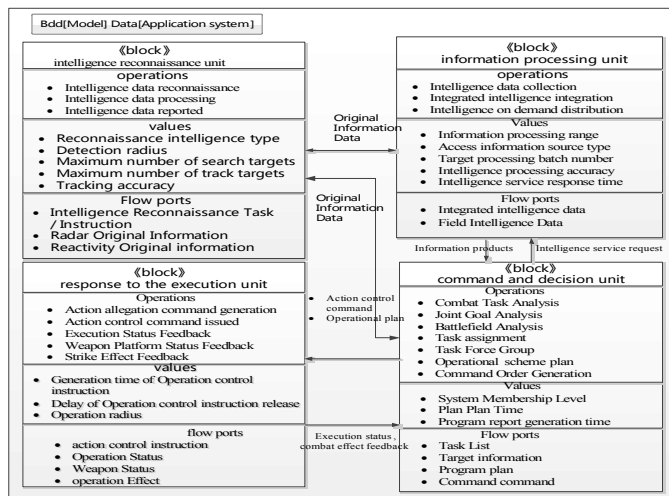 Bdd[Model] Data[Application system]
《block》
intelligence reconnaissance unit
operations
• Intelligence data reconnaissance
• Intelligence data processing
• Intelligence data reported
values
• Reconnaissance intelligence type
• Detection radius
• Maximum number of search targets
• Maximum number of track targets
• Tracking accuracy
Flow ports
• Intelligence Reconnaissance Task
/ Instruction
• Radar Original Information
• Reactivity Original information
Original
Information
Data
Original
Information
Data
《block》
information processing unit
operations
• Intelligence data collection
• Integrated intelligence integration
• Intelligence on demand distribution
Values
• Information processing range
• Access information source type
• Target processing batch number
• Intelligence processing accuracy
• Intelligence service response time
Flow ports
• Integrated intelligence data
• Field Intelligence Data
Information products
Intelligence service request
《block》
response to the execution unit
Operations
• Action allegation command generation
• Action control command issued
• Execution Status Feedback
• Weapon Platform Status Feedback
• Strike Effect Feedback
values
• Generation time of Operation control
instruction
• Delay of Operation control instruction release
• Operation radius
flow ports
• action control instruction
• Operation Status
• Weapon Status
• operation Effect
• Action control
command
• Operational plan
Execution status ,
combat effect feedback
《block》
command and decision unit
Operations
• Combat Task Analysis
• Joint Goal Analysis
• Battlefield Analysis
• Task assignment
• Task Force Group
• Operational scheme plan
• Command Order Generation
Values
• System Membership Level
• Plan Plan Time
• Program report generation time
Flow ports
• Task List
• Target information
• Program plan
• Command command